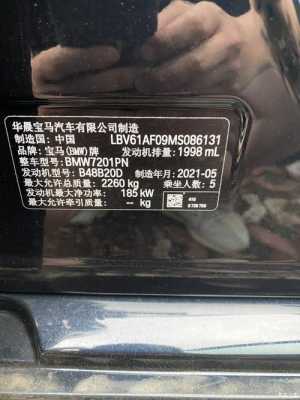 华晨宝马汽车有限公司制造
制造国：中国 LBV61AF09MS086131
品牌：宝马(BMW)牌 发动机排量：1998 mL
整车型号：BMW7201PN
发动机型号：B48B20D 制造年月：2021-05
最大允许总质量：2260 kg 乘坐人数：5
发动机最大净功率：185 kW
最大允许牵引质量：-- kg